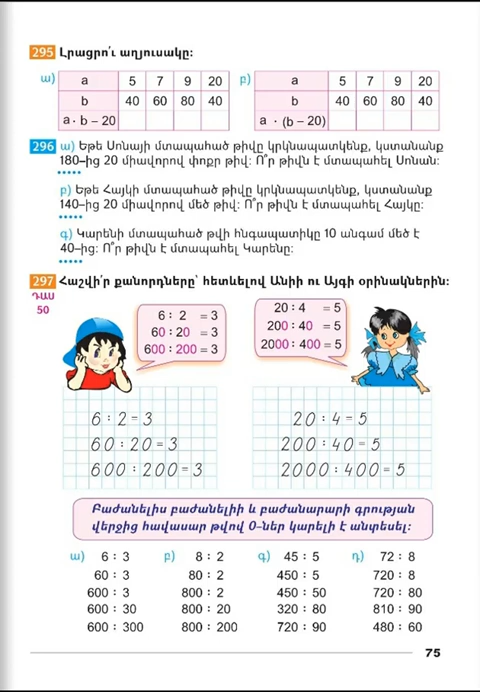 295 Լրացրո՛ւ աղյուսակը:
ա) a 5 7 9 20
b 40 60 80 40
a · b – 20
բ) a 5 7 9 20
b 40 60 80 40
a · (b – 20)
296 ա) Եթե Սոնայի մտապահած թիվը կրկնապատկենք, կստանանք
180–ից 20 միավորով փոքր թիվ: Ո՞ր թիվն է մտապահել Սոնան:
բ) Եթե Հայկի մտապահած թիվը կրկնապատկենք, կստանանք
140–ից 20 միավորով մեծ թիվ: Ո՞ր թիվն է մտապահել Հայկը:
գ) Կարենի մտապահած թվի հնգապատիկը 10 անգամ մեծ է
40–ից: Ո՞ր թիվն է մտապահել Կարենը:
297 Հաշվի՛ր քանորդները՝ հետևելով Անիի ու Այգի օրինակներին:
ԴԱՍ
50
6 : 2 = 3
60 : 20 = 3
600 : 200 = 3
20 : 4 = 5
200 : 40 = 5
2000 : 400 = 5
6 : 2 = 3
60 : 20 = 3
600 : 200 = 3
20 : 4 = 5
200 : 40 = 5
2000 : 400 = 5
Բաժանելիս բաժանելիի և բաժանարարի գրության
վերջից հավասար թվով 0–ներ կարելի է անտեսել:
ա) 6 : 3
60 : 3
600 : 3
600 : 30
600 : 300
բ) 8 : 2
80 : 2
800 : 2
800 : 20
800 : 200
գ) 45 : 5
450 : 5
450 : 50
320 : 80
720 : 90
դ) 72 : 8
720 : 8
720 : 80
810 : 90
480 : 60
75